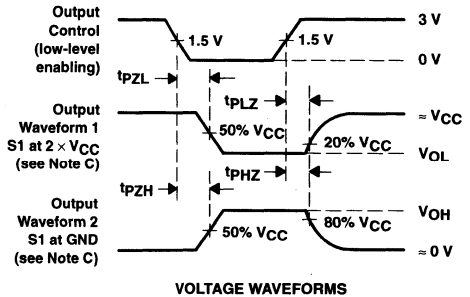 Output
Control
(low-level
enabling)
1.5 V
1.5 V
3 V
0 V
tPZL
tPLZ
Output
Waveform 1
S1 at 2 × VCC
(see Note C)
50% VCC
20% VCC
≈ VCC
VOL
tPZH
tPHZ
Output
Waveform 2
S1 at GND
(see Note C)
50% VCC
80% VCC
VOH
≈ 0 V
VOLTAGE WAVEFORMS